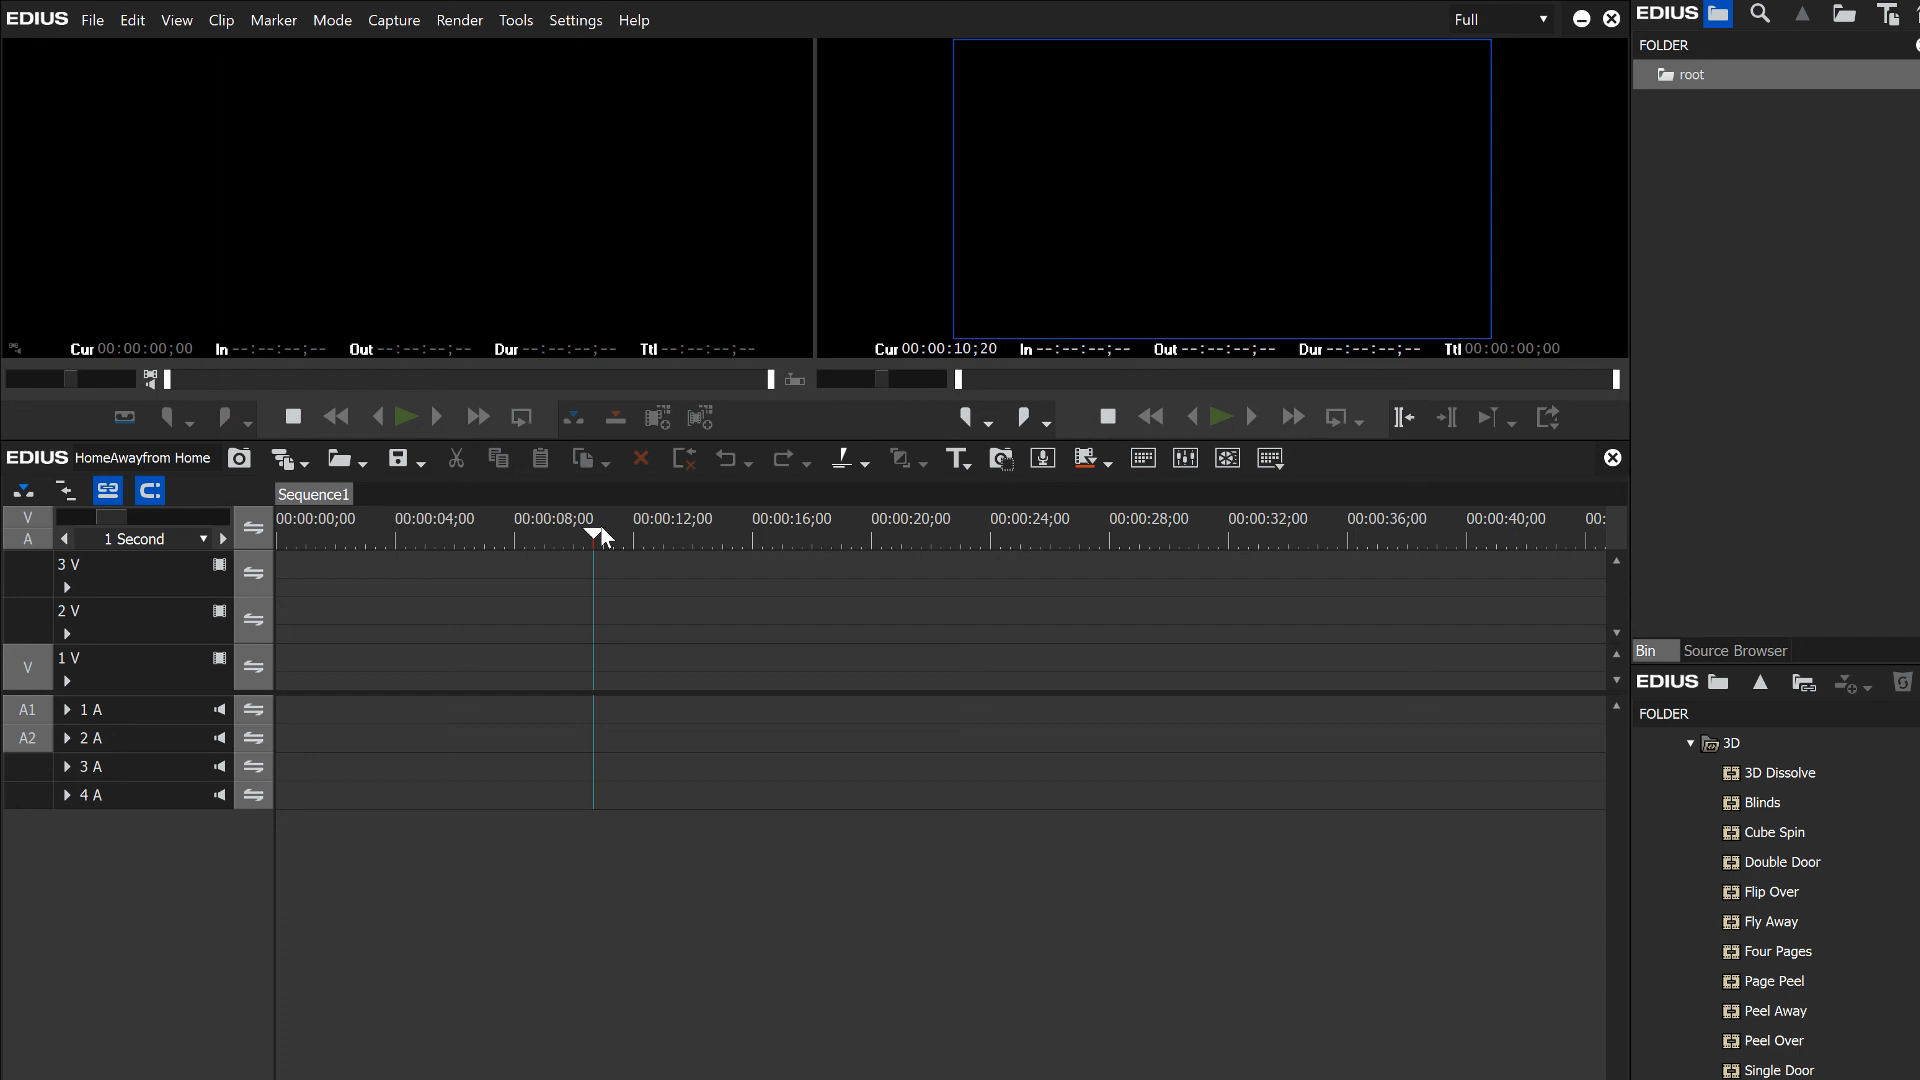 EDIUS File Edit View Clip Marker Mode Capture Render Tools Settings Help Full
EDIUS
FOLDER
root
Cur 00:00:00;00 In --:--:--;-- Out --:--:--;-- Dur --:--:--;-- Ttl --:--:--;--
Cur 00:00:10;20 In --:--:--;-- Out --:--:--;-- Dur --:--:--;-- Ttl 00:00:00;00
EDIUS HomeAwayfrom Home
Sequence1
00:00:00;00 00:00:04;00 00:00:08;00 00:00:12;00 00:00:16;00 00:00:20;00 00:00:24;00 00:00:28;00 00:00:32;00 00:00:36;00 00:00:40;00 00:
V
A 1 Second
3 V
2 V
V 1 V
A1 1 A
A2 2 A
3 A
4 A
Bin Source Browser
EDIUS
FOLDER
3D
3D Dissolve
Blinds
Cube Spin
Double Door
Flip Over
Fly Away
Four Pages
Page Peel
Peel Away
Peel Over
Single Door